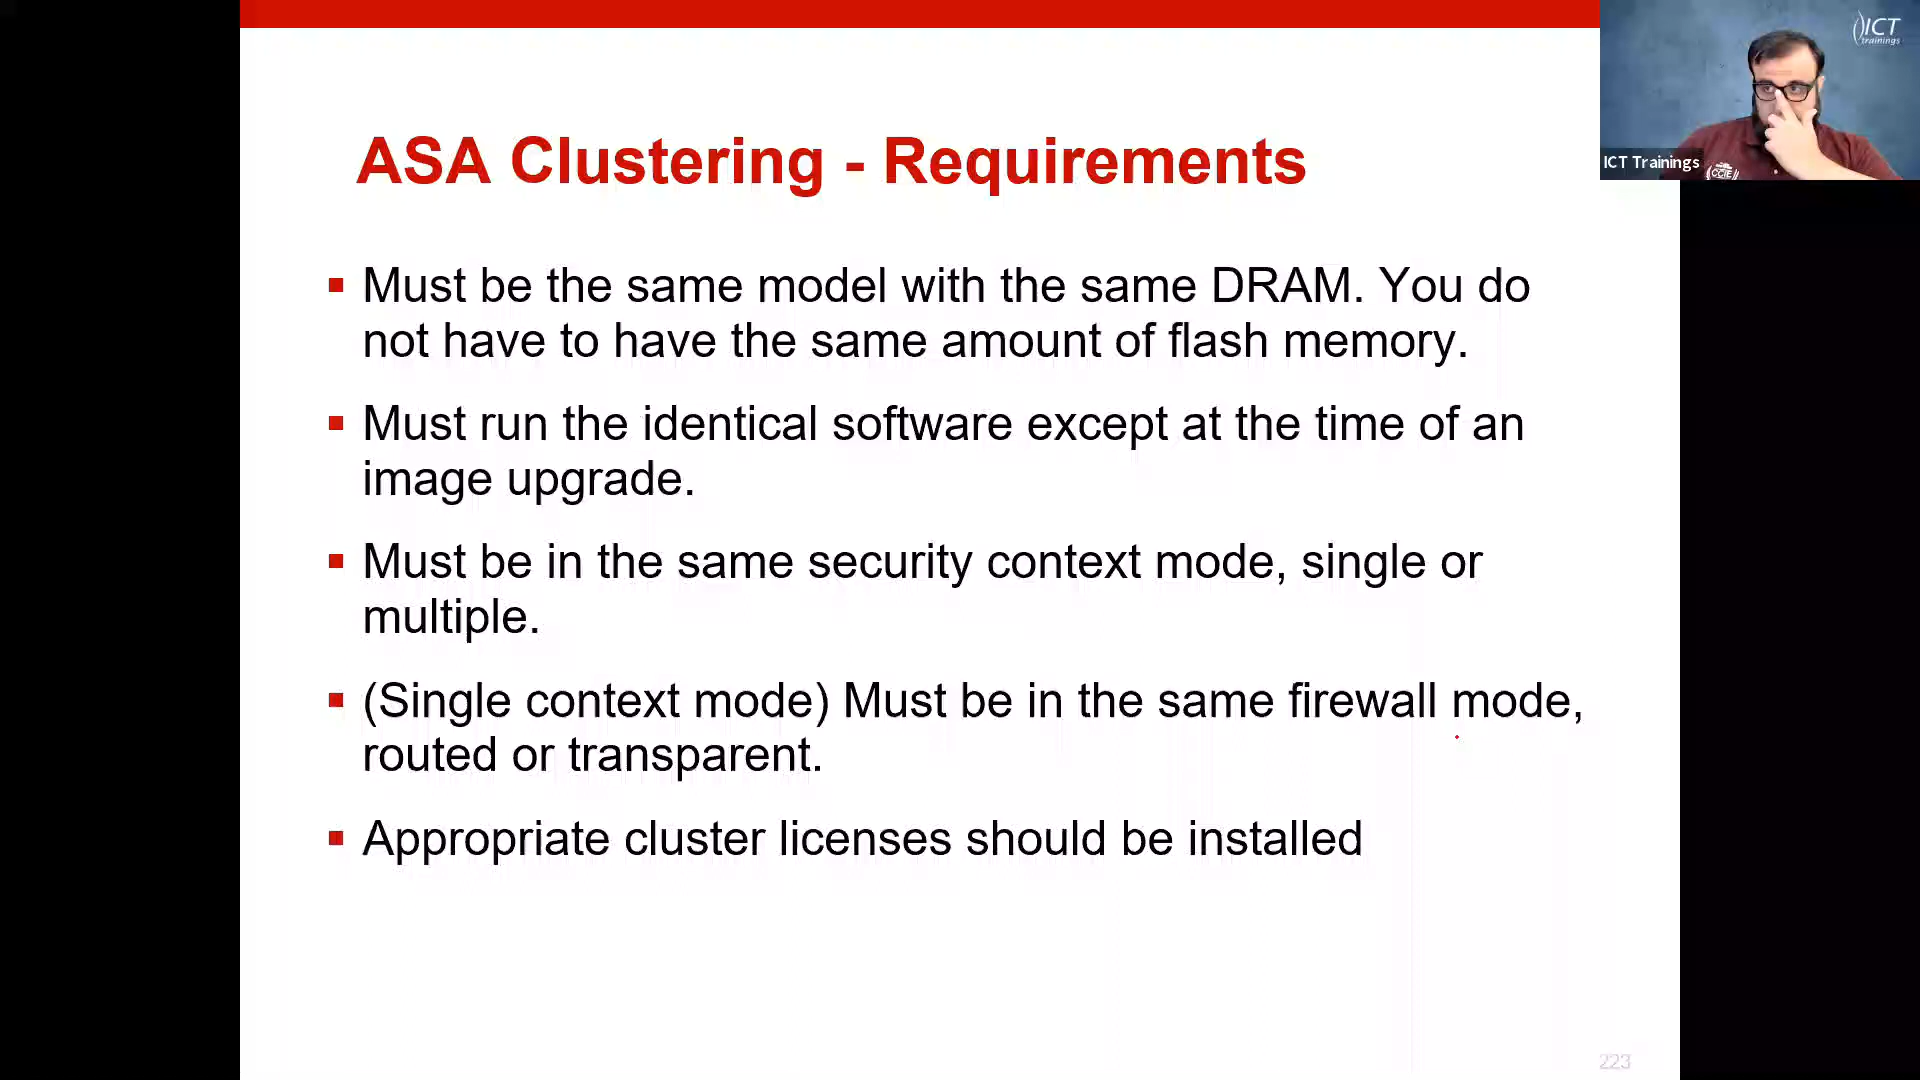 ASA Clustering - Requirements
Must be the same model with the same DRAM. You do
not have to have the same amount of flash memory.
Must run the identical software except at the time of an
image upgrade.
Must be in the same security context mode, single or
multiple.
(Single context mode) Must be in the same firewall mode,
routed or transparent.
Appropriate cluster licenses should be installed
223
ICT
trainings
ICT Trainings
CCIE